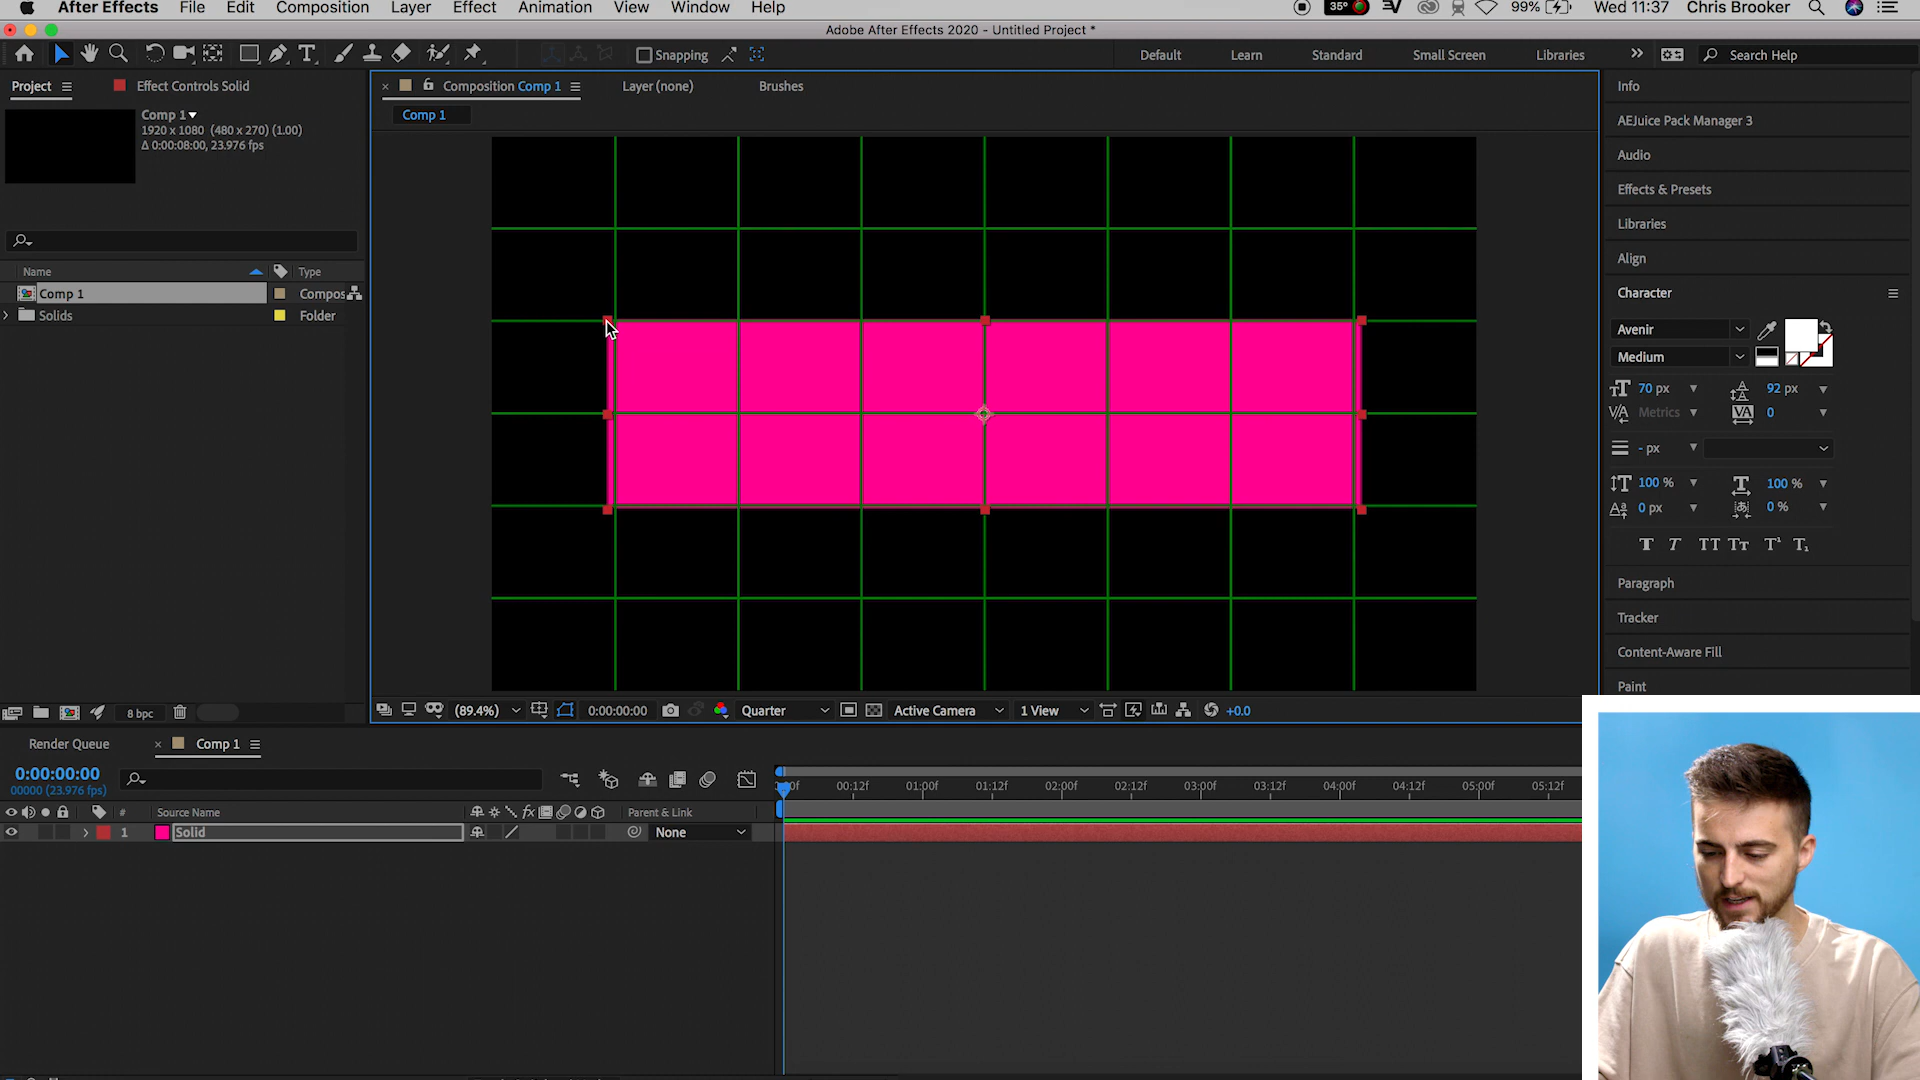 After Effects File Edit Composition Layer Effect Animation View Window Help 35° 99% Wed 11:37 Chris Brooker
Adobe After Effects 2020 - Untitled Project *
Snapping Default Learn Standard Small Screen Libraries Search Help
Project Effect Controls Solid
Comp 1
1920 x 1080 (480 x 270) (1.00)
Δ 0:00:08:00, 23.976 fps
Name Type
Comp 1 Compos
Solids Folder
8 bpc
Composition Comp 1 Layer (none) Brushes
Comp 1
(89.4%) 0:00:00:00 Quarter Active Camera 1 View +0.0
Info
AEJuice Pack Manager 3
Audio
Effects & Presets
Libraries
Align
Character
Avenir
Medium
70 px 92 px
Metrics 0
- px
100 % 100 %
0 px 0 %
T T TT Tт T¹ T₁
Paragraph
Tracker
Content-Aware Fill
Paint
Render Queue Comp 1
0:00:00:00
00000 (23.976 fps)
00f 00:12f 01:00f 01:12f 02:00f 02:12f 03:00f 03:12f 04:00f 04:12f 05:00f 05:12f
# Source Name fx Parent & Link
1 Solid None